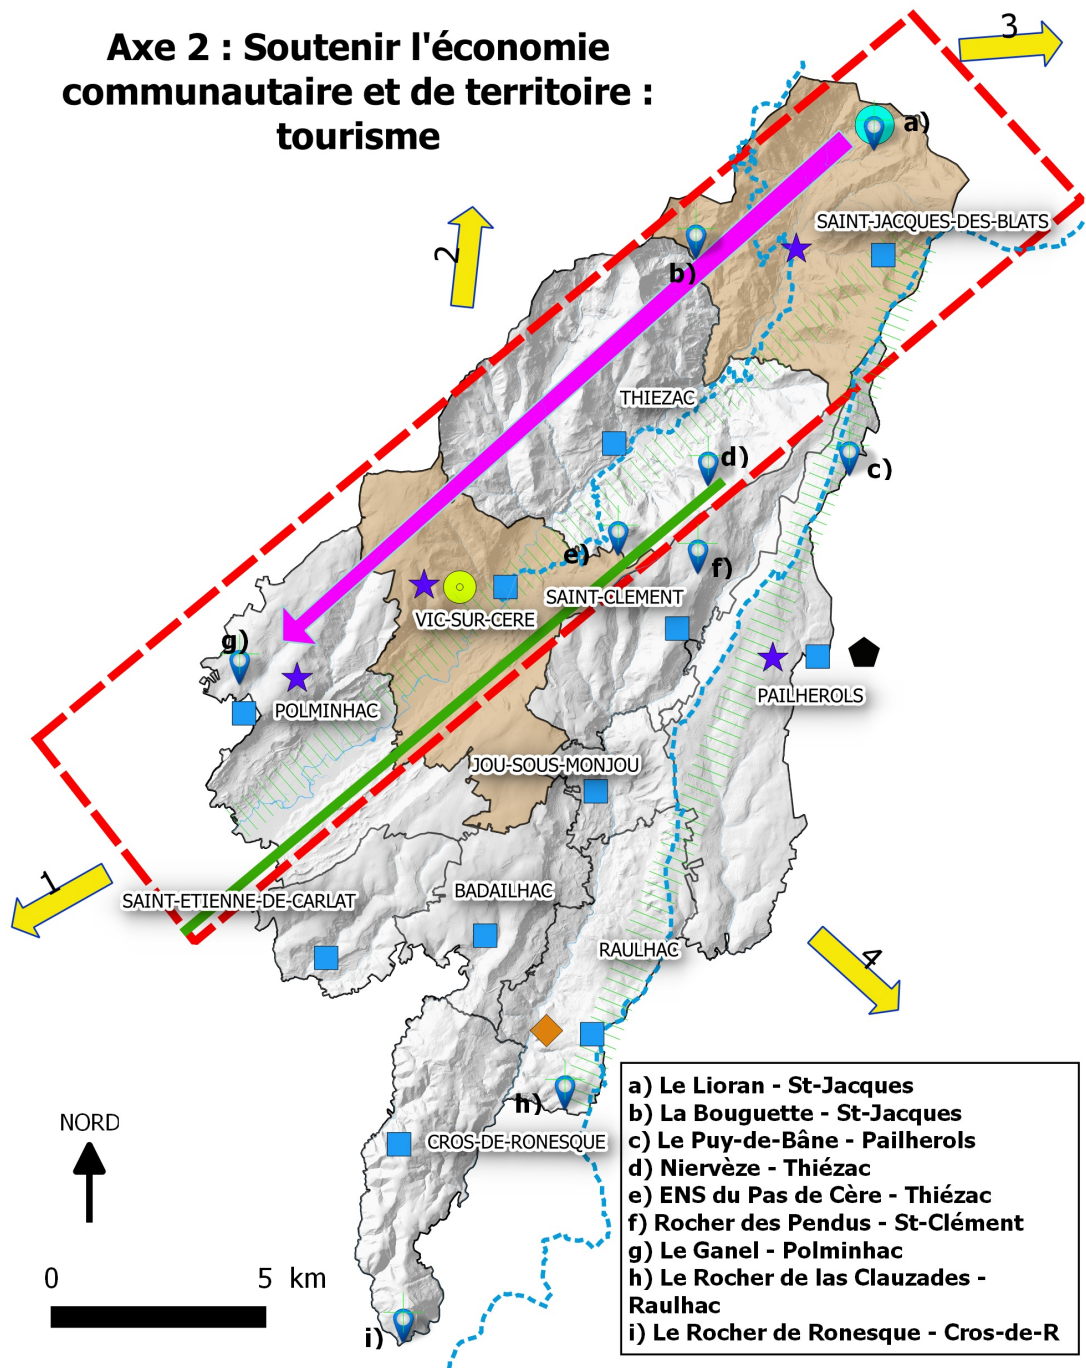 Axe 2 : Soutenir l'économie
communautaire et de territoire :
tourisme
3
a)
SAINT-JACQUES-DES-BLATS
2
b)
THIEZAC
d)
c)
e)
f)
SAINT-CLEMENT
VIC-SUR-CERE
g)
PAILHEROLS
POLMINHAC
JOU-SOUS-MONJOU
1
BADAILHAC
SAINT-ETIENNE-DE-CARLAT
RAULHAC
4
h)
NORD
CROS-DE-RONESQUE
0 5 km
i)
a) Le Lioran - St-Jacques
b) La Bouguette - St-Jacques
c) Le Puy-de-Bâne - Pailherols
d) Niervèze - Thiézac
e) ENS du Pas de Cère - Thiézac
f) Rocher des Pendus - St-Clément
g) Le Ganel - Polminhac
h) Le Rocher de las Clauzades -
Raulhac
i) Le Rocher de Ronesque - Cros-de-R